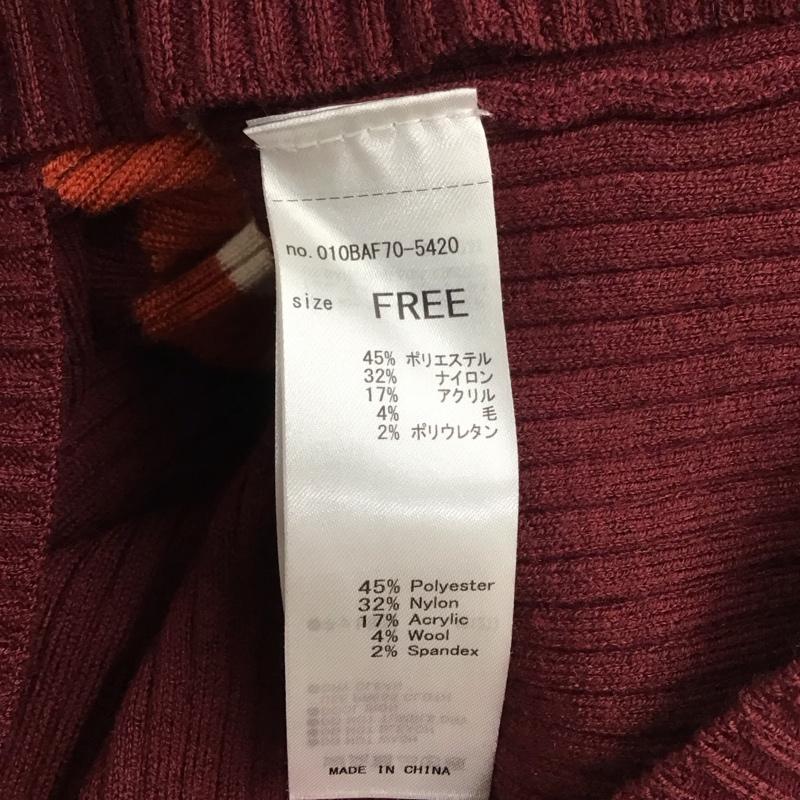 no. 010BAF70-5420
size FREE
45% ポリエステル
32% ナイロン
17% アクリル
4% 毛
2% ポリウレタン
45% Polyester
32% Nylon
17% Acrylic
4% Wool
2% Spandex
MADE IN CHINA